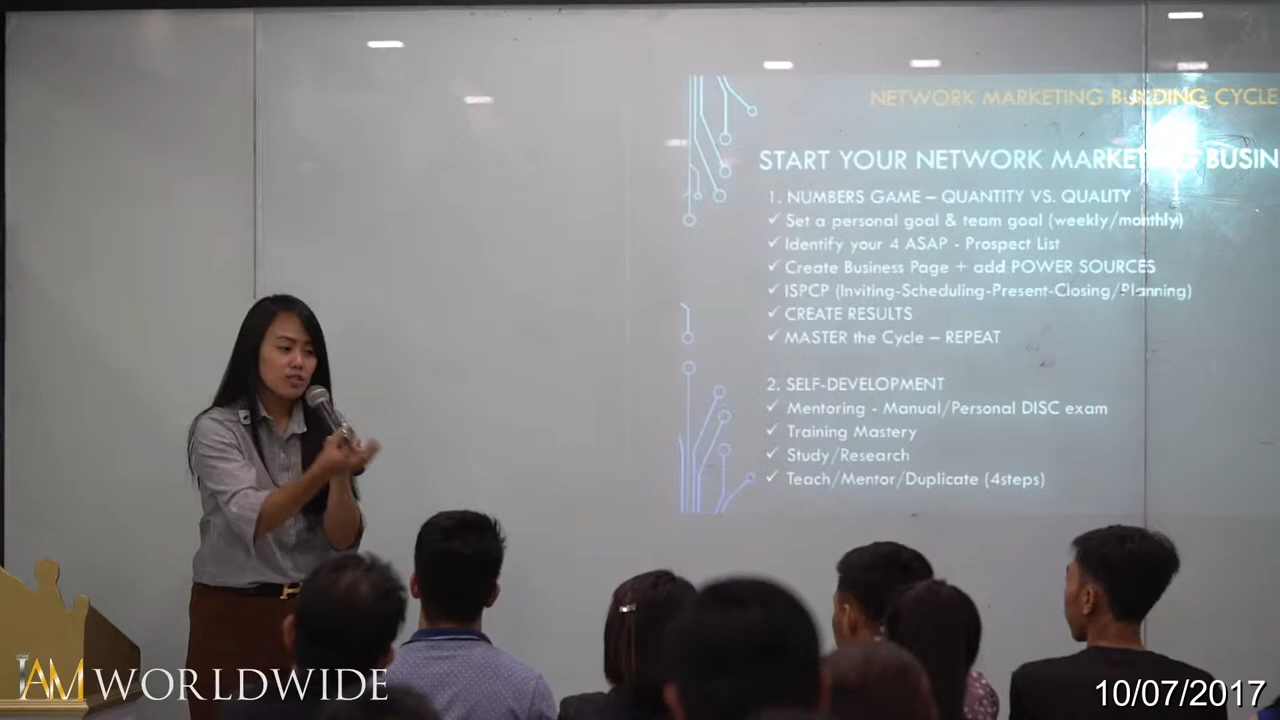 NETWORK MARKETING BUILDING CYCLE
START YOUR NETWORK MARKETING BUSIN
1. NUMBERS GAME – QUANTITY VS. QUALITY
✓ Set a personal goal & team goal (weekly/monthly)
✓ Identify your 4 ASAP - Prospect List
✓ Create Business Page + add POWER SOURCES
✓ ISPCP (Inviting-Scheduling-Present-Closing/Planning)
✓ CREATE RESULTS
✓ MASTER the Cycle – REPEAT
2. SELF-DEVELOPMENT
✓ Mentoring - Manual/Personal DISC exam
✓ Training Mastery
✓ Study/Research
✓ Teach/Mentor/Duplicate (4steps)
IAM WORLDWIDE
10/07/2017